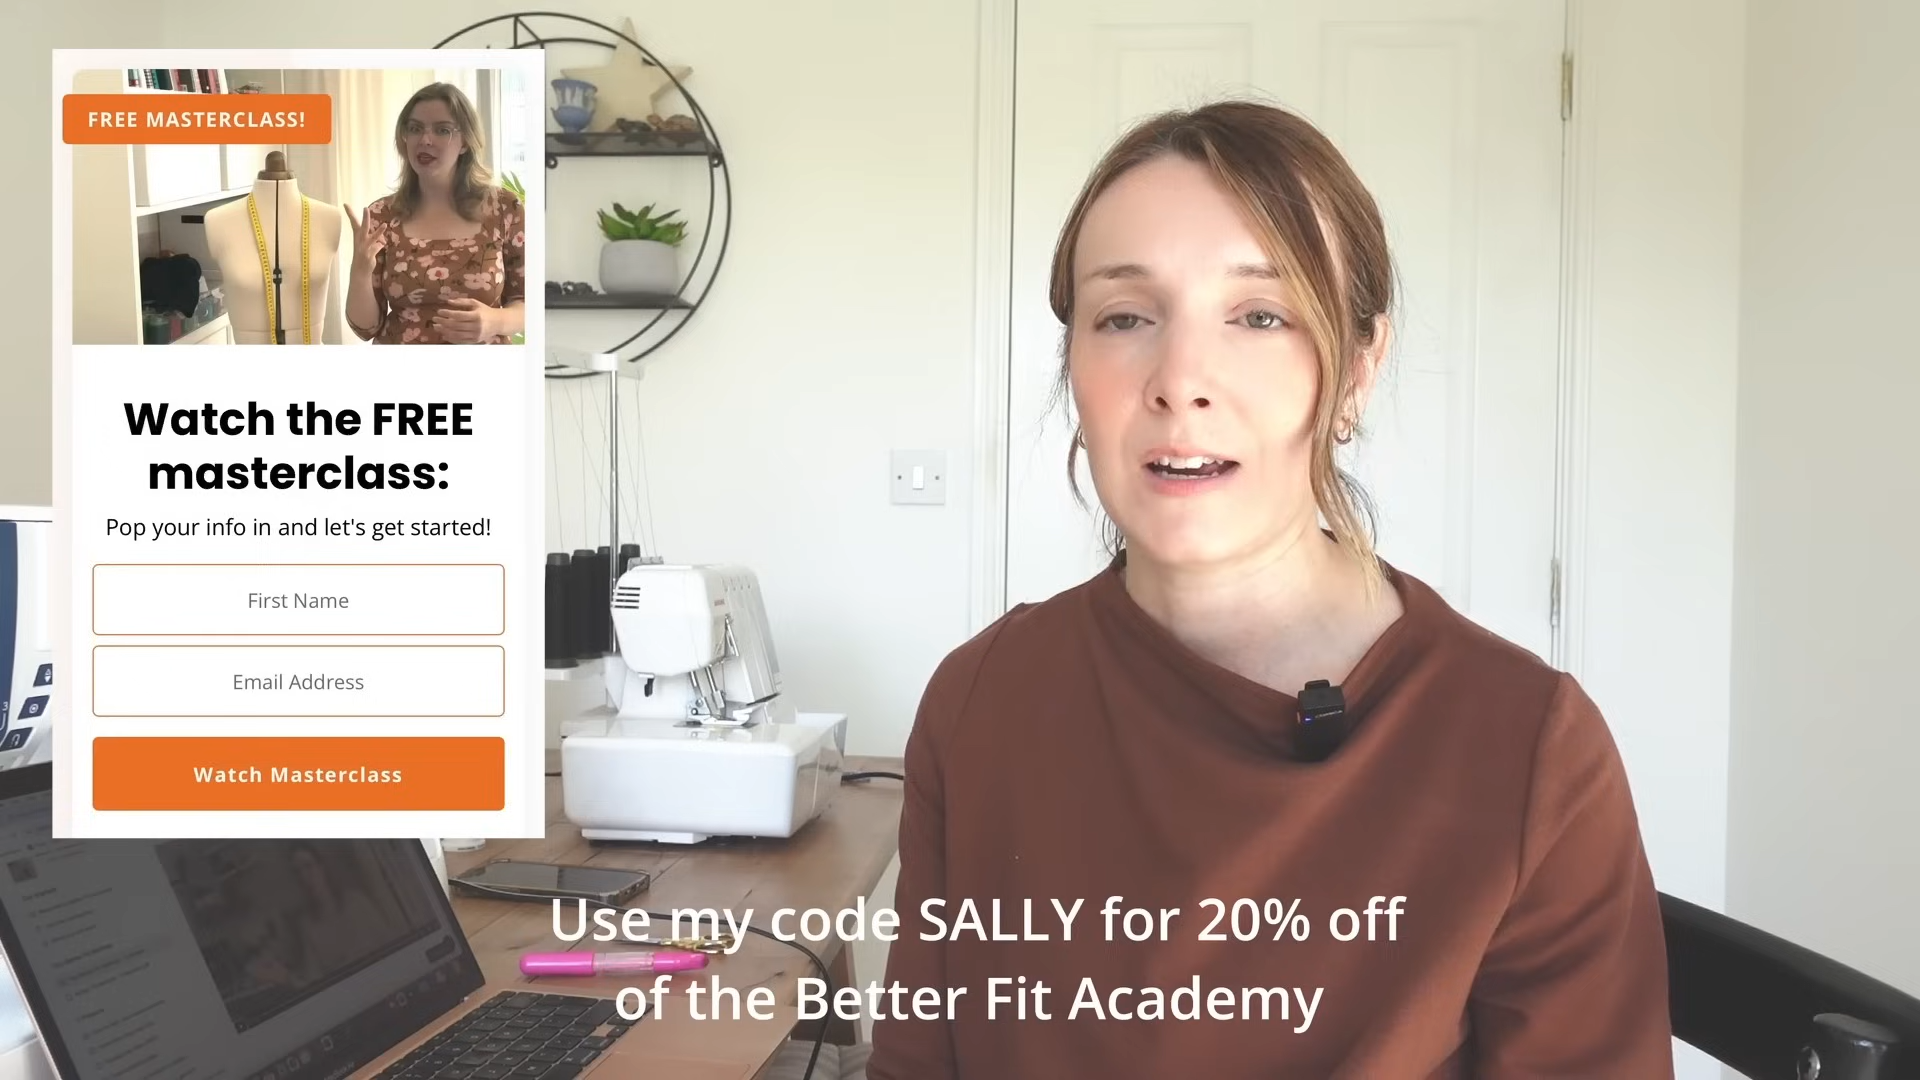 FREE MASTERCLASS!
Watch the FREE
masterclass:
Pop your info in and let's get started!
First Name
Email Address
Watch Masterclass
Use my code SALLY for 20% off
of the Better Fit Academy